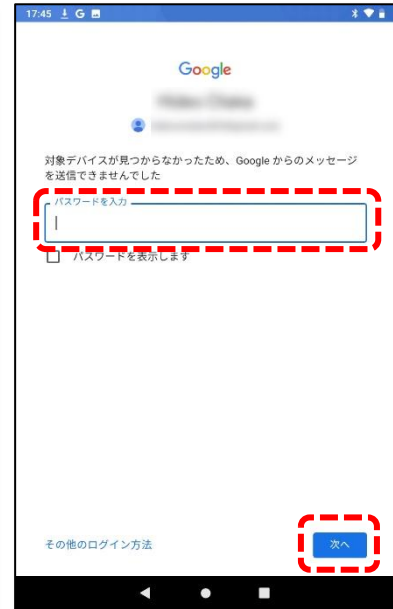 17:45
Google
対象デバイスが見つからなかったため、Google からのメッセージ
を送信できませんでした
パスワードを入力
パスワードを表示します
その他のログイン方法
次へ